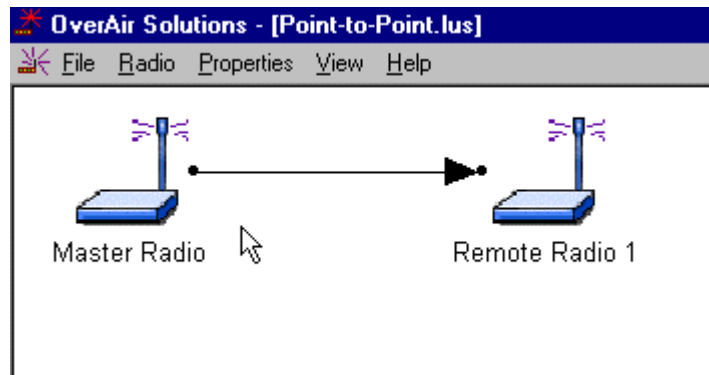 OverAir Solutions - [Point-to-Point.lus]
File Radio Properties View Help
Master Radio Remote Radio 1